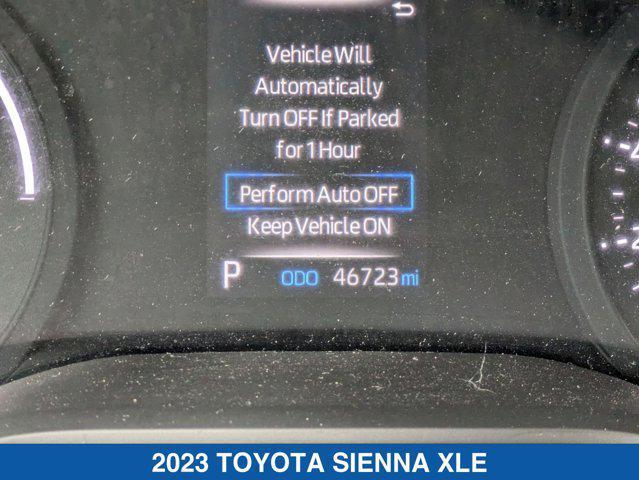 Vehicle Will
Automatically
Turn OFF If Parked
for 1 Hour
Perform Auto OFF
Keep Vehicle ON
P ODO 46723 mi
2023 TOYOTA SIENNA XLE